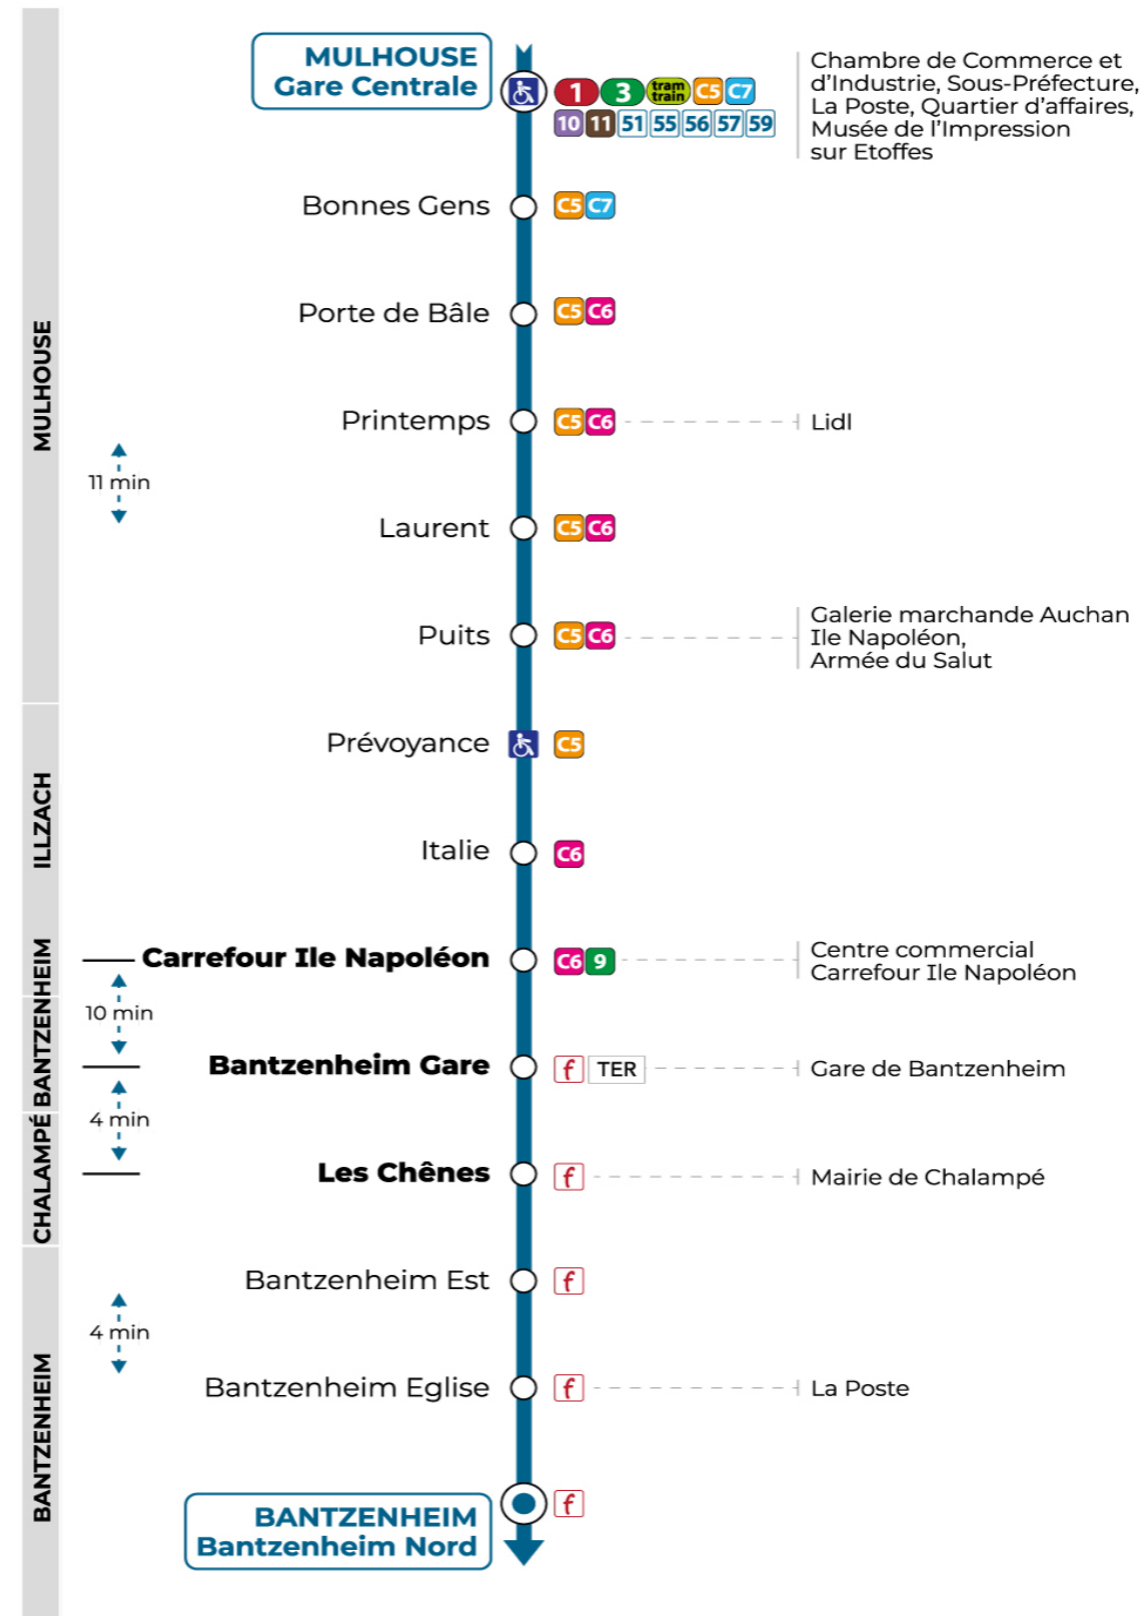 MULHOUSE
Gare Centrale
1 3 tram train C5 C7
10 11 51 55 56 57 59
Chambre de Commerce et
d'Industrie, Sous-Préfecture,
La Poste, Quartier d'affaires,
Musée de l'Impression
sur Etoffes
Bonnes Gens
C5 C7
Porte de Bâle
C5 C6
MULHOUSE
Printemps
C5 C6
Lidl
11 min
Laurent
C5 C6
Puits
C5 C6
Galerie marchande Auchan
Ile Napoléon,
Armée du Salut
Prévoyance
C5
ILLZACH
Italie
C6
Carrefour Ile Napoléon
C6 9
Centre commercial
Carrefour Ile Napoléon
10 min
BANTZENHEIM
Bantzenheim Gare
f TER
Gare de Bantzenheim
4 min
CHALAMPÉ
Les Chênes
f
Mairie de Chalampé
Bantzenheim Est
f
4 min
Bantzenheim Eglise
f
La Poste
BANTZENHEIM
f
BANTZENHEIM
Bantzenheim Nord